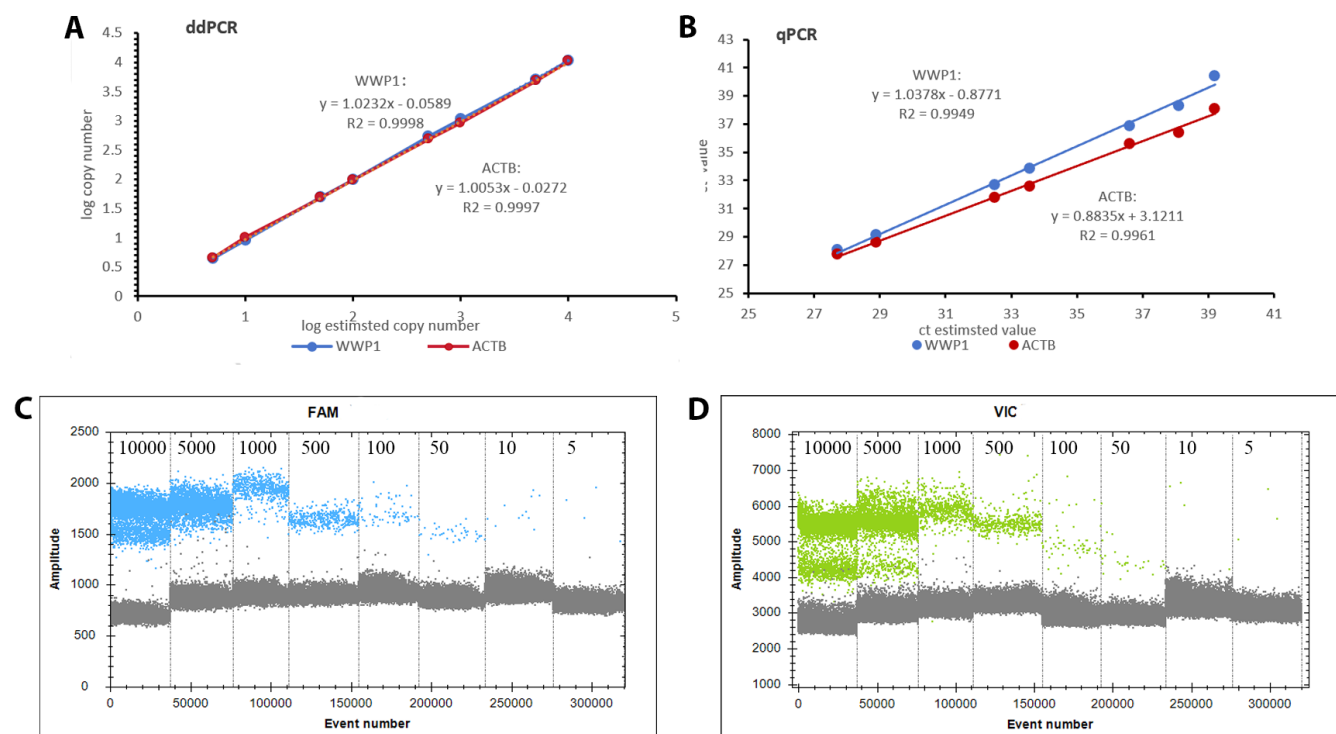 A
ddPCR
4.5
4
3.5
3
2.5
2
1.5
1
0.5
0
log copy number
WWP1:
y = 1.0232x - 0.0589
R2 = 0.9998
ACTB:
y = 1.0053x - 0.0272
R2 = 0.9997
0 1 2 3 4 5
log estimsted copy number
WWP1 ACTB
B
qPCR
43
41
39
37
35
33
31
29
27
25
value
WWP1:
y = 1.0378x - 0.8771
R2 = 0.9949
ACTB:
y = 0.8835x + 3.1211
R2 = 0.9961
25 27 29 31 33 35 37 39 41
ct estimsted value
WWP1 ACTB
C
FAM
10000 5000 1000 500 100 50 10 5
2500
2000
1500
1000
500
0
Amplitude
0 50000 100000 150000 200000 250000 300000
Event number
D
VIC
10000 5000 1000 500 100 50 10 5
8000
7000
6000
5000
4000
3000
2000
1000
Amplitude
0 50000 100000 150000 200000 250000 300000
Event number